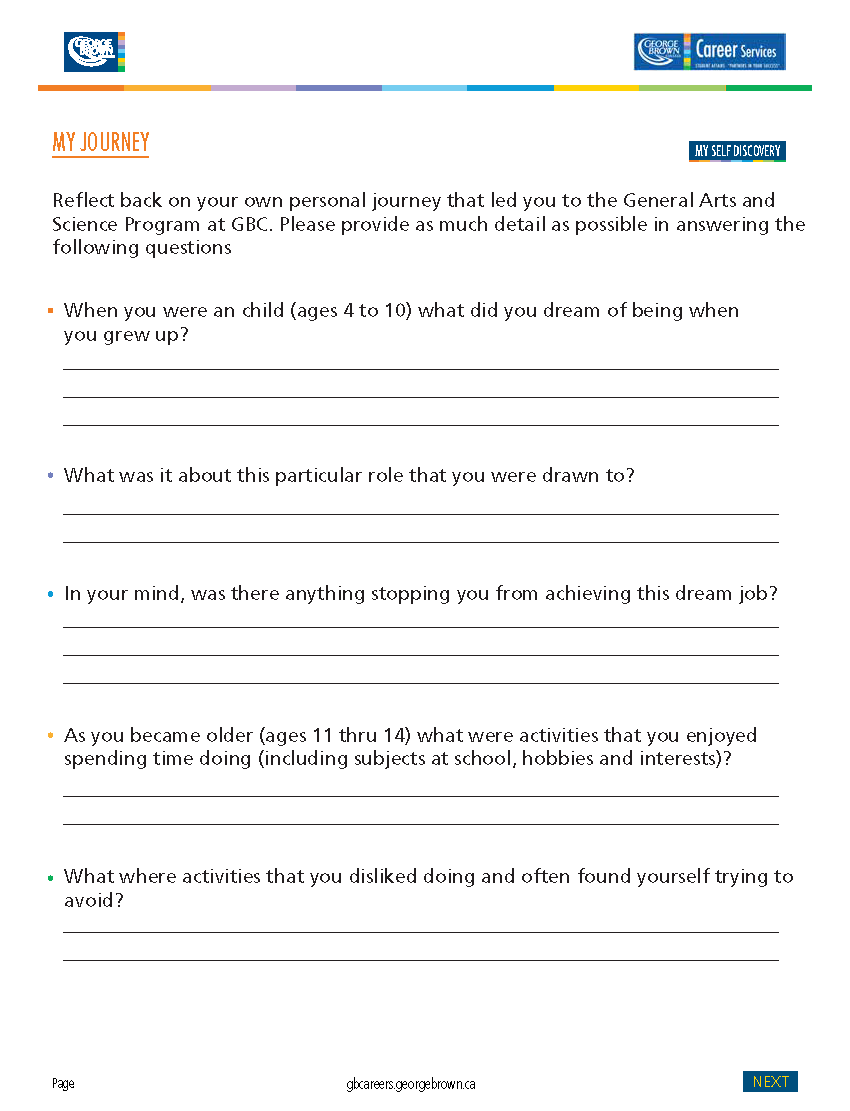 GEORGE
BROWN
GEORGE
BROWN
COLLEGE
Career Services
STUDENT AFFAIRS "PARTNERS IN YOUR SUCCESS"
MY JOURNEY
MY SELF DISCOVERY
Reflect back on your own personal journey that led you to the General Arts and
Science Program at GBC. Please provide as much detail as possible in answering the
following questions
When you were an child (ages 4 to 10) what did you dream of being when
you grew up?
• What was it about this particular role that you were drawn to?
• In your mind, was there anything stopping you from achieving this dream job?
• As you became older (ages 11 thru 14) what were activities that you enjoyed
spending time doing (including subjects at school, hobbies and interests)?
• What where activities that you disliked doing and often found yourself trying to
avoid?
Page
gbcareers.georgebrown.ca
NEXT